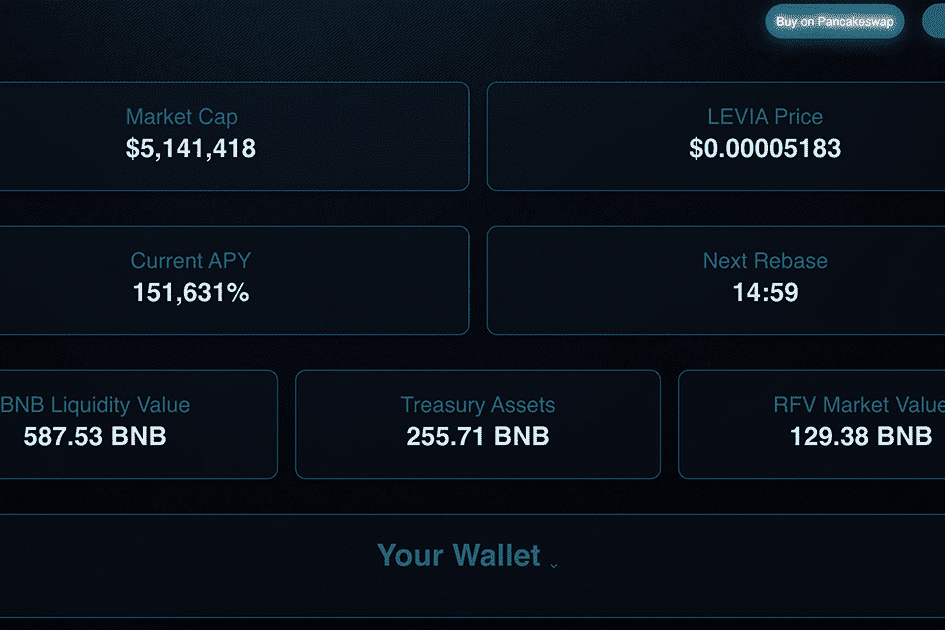 Buy on Pancakeswap
Market Cap
$5,141,418
LEVIA Price
$0.00005183
Current APY
151,631%
Next Rebase
14:59
BNB Liquidity Value
587.53 BNB
Treasury Assets
255.71 BNB
RFV Market Value
129.38 BNB
Your Wallet